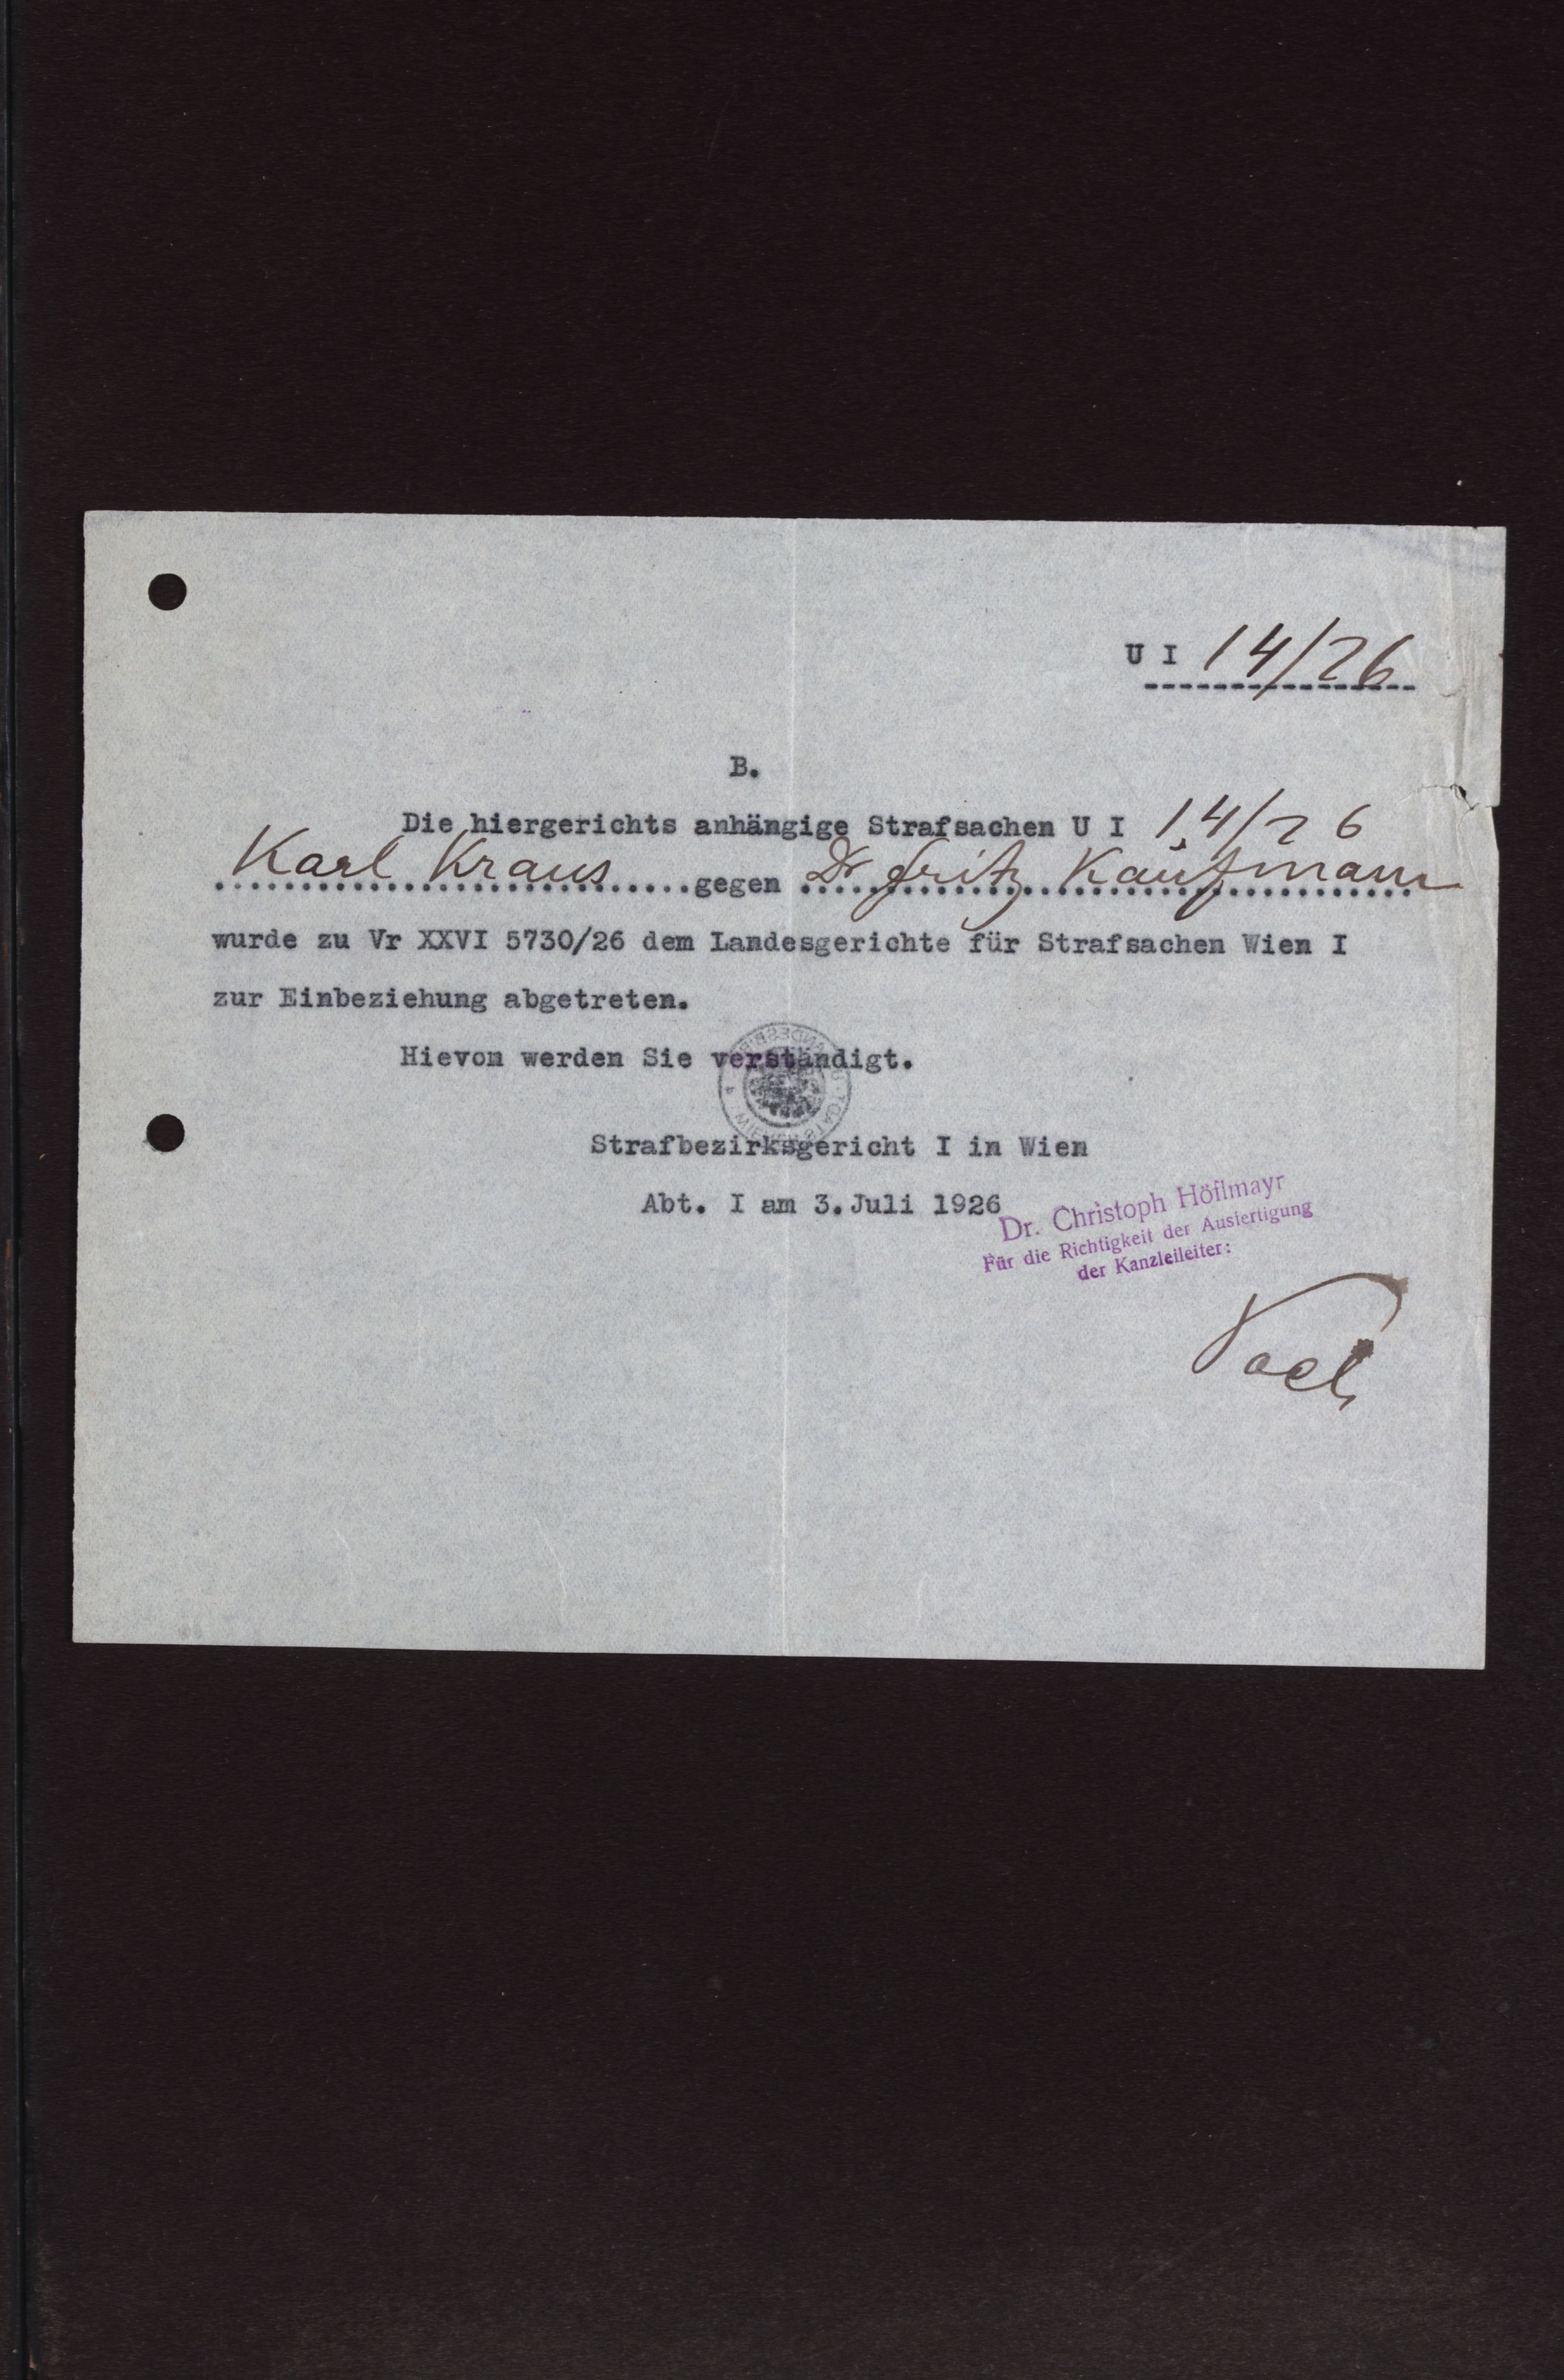 U I 14/26
B.
Die hiergerichts anhängige Strafsachen U I 14/26
Karl Kraus gegen Dr Fritz Kaufmann
wurde zu Vr XXVI 5730/26 dem Landesgerichte für Strafsachen Wien I
zur Einbeziehung abgetreten.
Hievon werden Sie verständigt.
Strafbezirksgericht I in Wien
Abt. I am 3.Juli 1926
Dr. Christoph Höflmayr
Für die Richtigkeit der Ausfertigung
der Kanzleileiter: